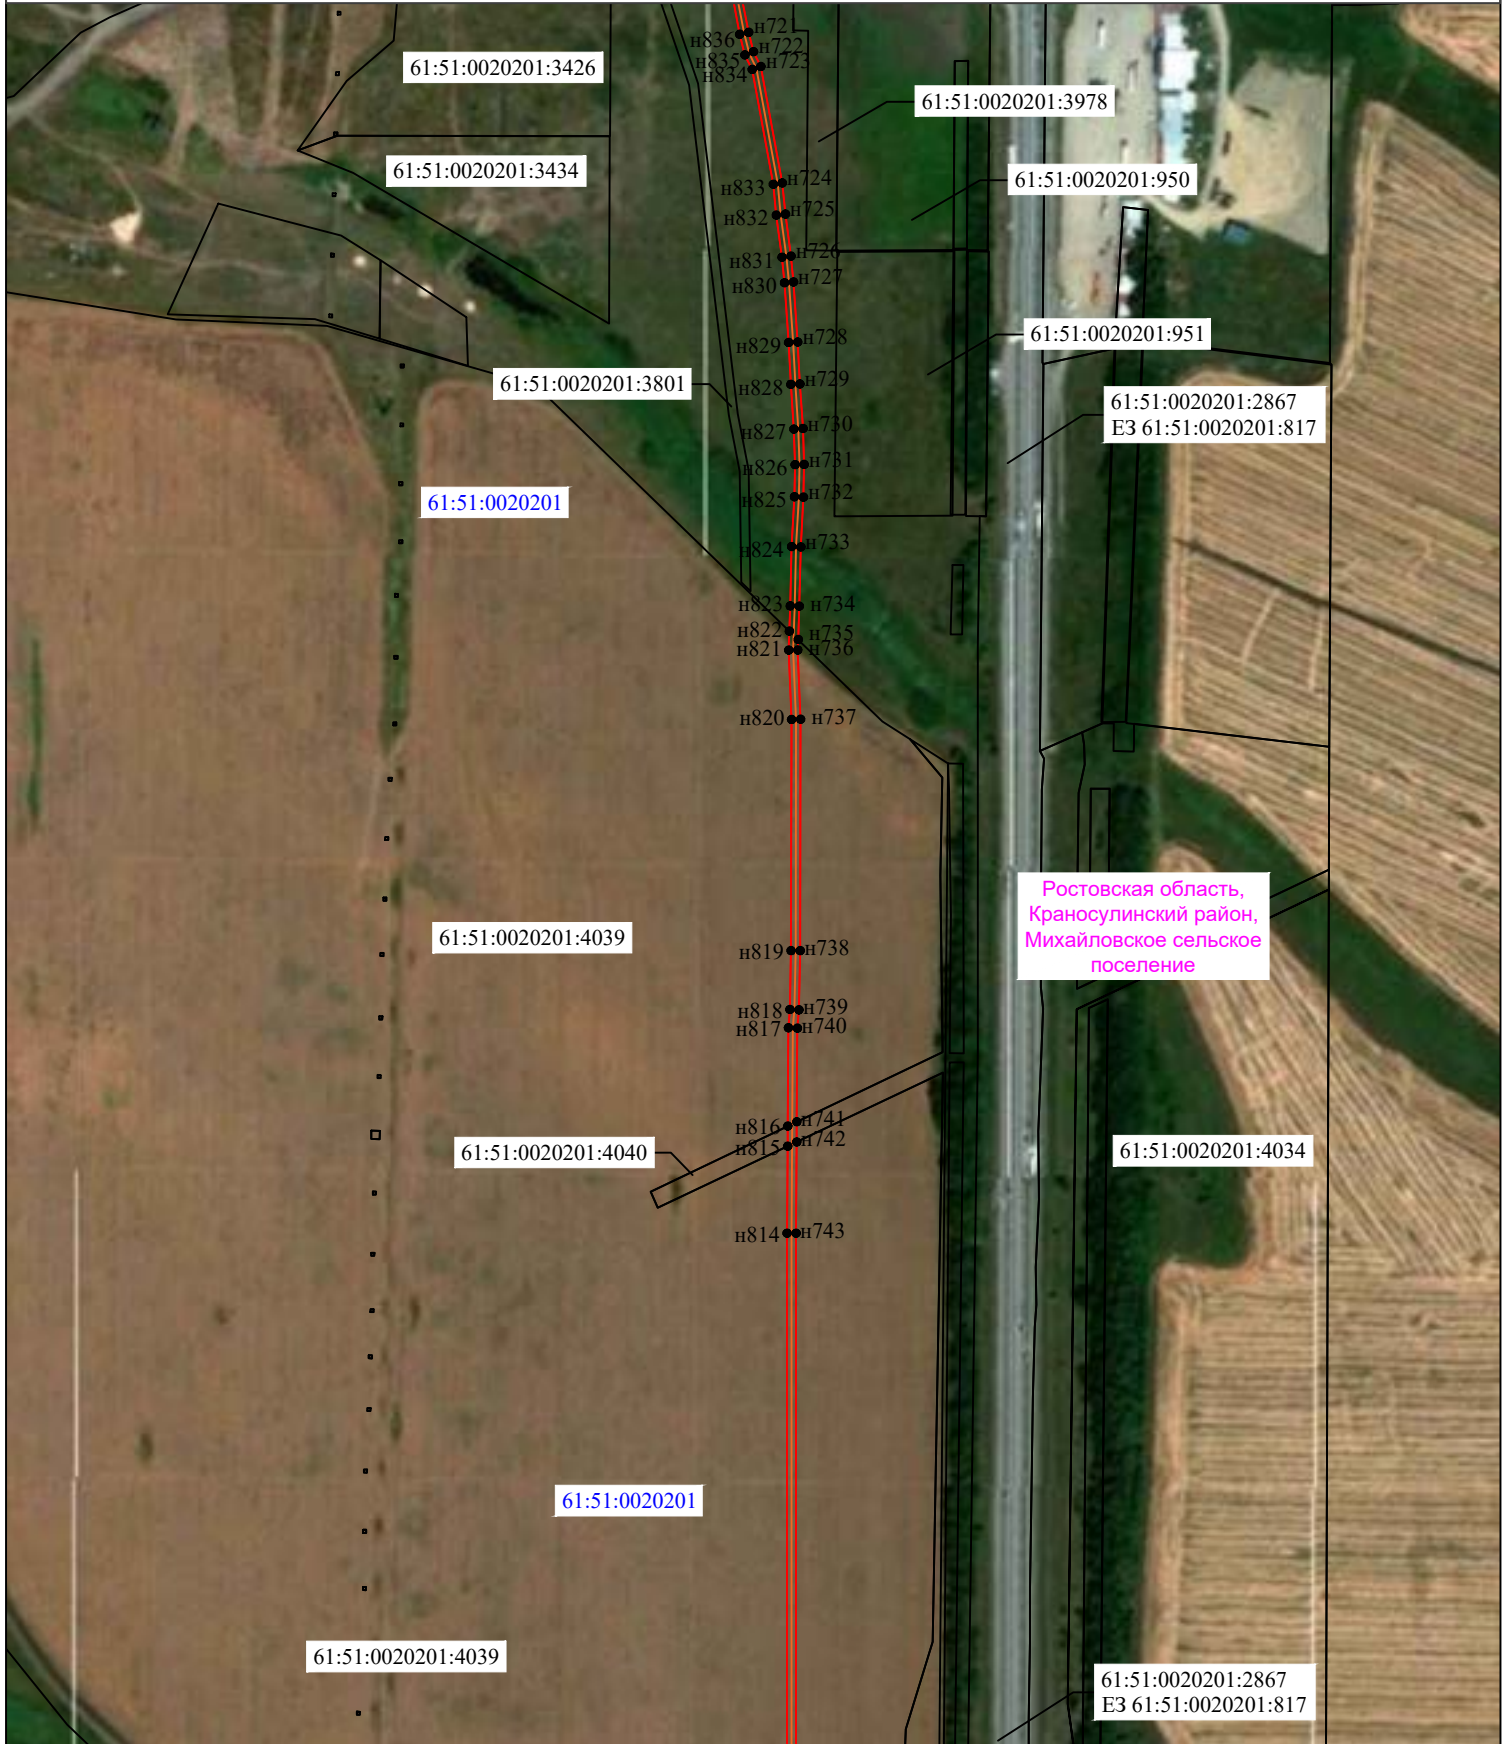 н721
н836
н722
н835
н723
н834
61:51:0020201:3426
61:51:0020201:3978
61:51:0020201:3434
61:51:0020201:950
н833
н724
н832
н725
н831
н726
н830
н727
61:51:0020201:951
н829
н728
61:51:0020201:3801
н828
н729
61:51:0020201:2867
ЕЗ 61:51:0020201:817
н827
н730
н826
н731
61:51:0020201
н825
н732
н824
н733
н823
н734
н822
н735
н821
н736
н820
н737
Ростовская область,
Краносулинский район,
Михайловское сельское
поселение
61:51:0020201:4039
н819
н738
н818
н739
н817
н740
н816
н741
н815
н742
61:51:0020201:4040
61:51:0020201:4034
н814
н743
61:51:0020201
61:51:0020201:4039
61:51:0020201:2867
ЕЗ 61:51:0020201:817